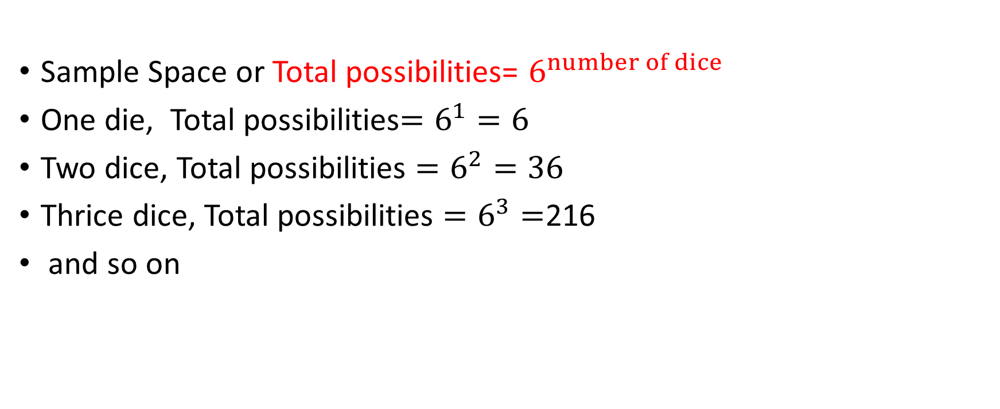 • Sample Space or Total possibilities= 6^number of dice
• One die,  Total possibilities= 6^1 = 6
• Two dice, Total possibilities = 6^2 = 36
• Thrice dice, Total possibilities = 6^3 =216
• and so on